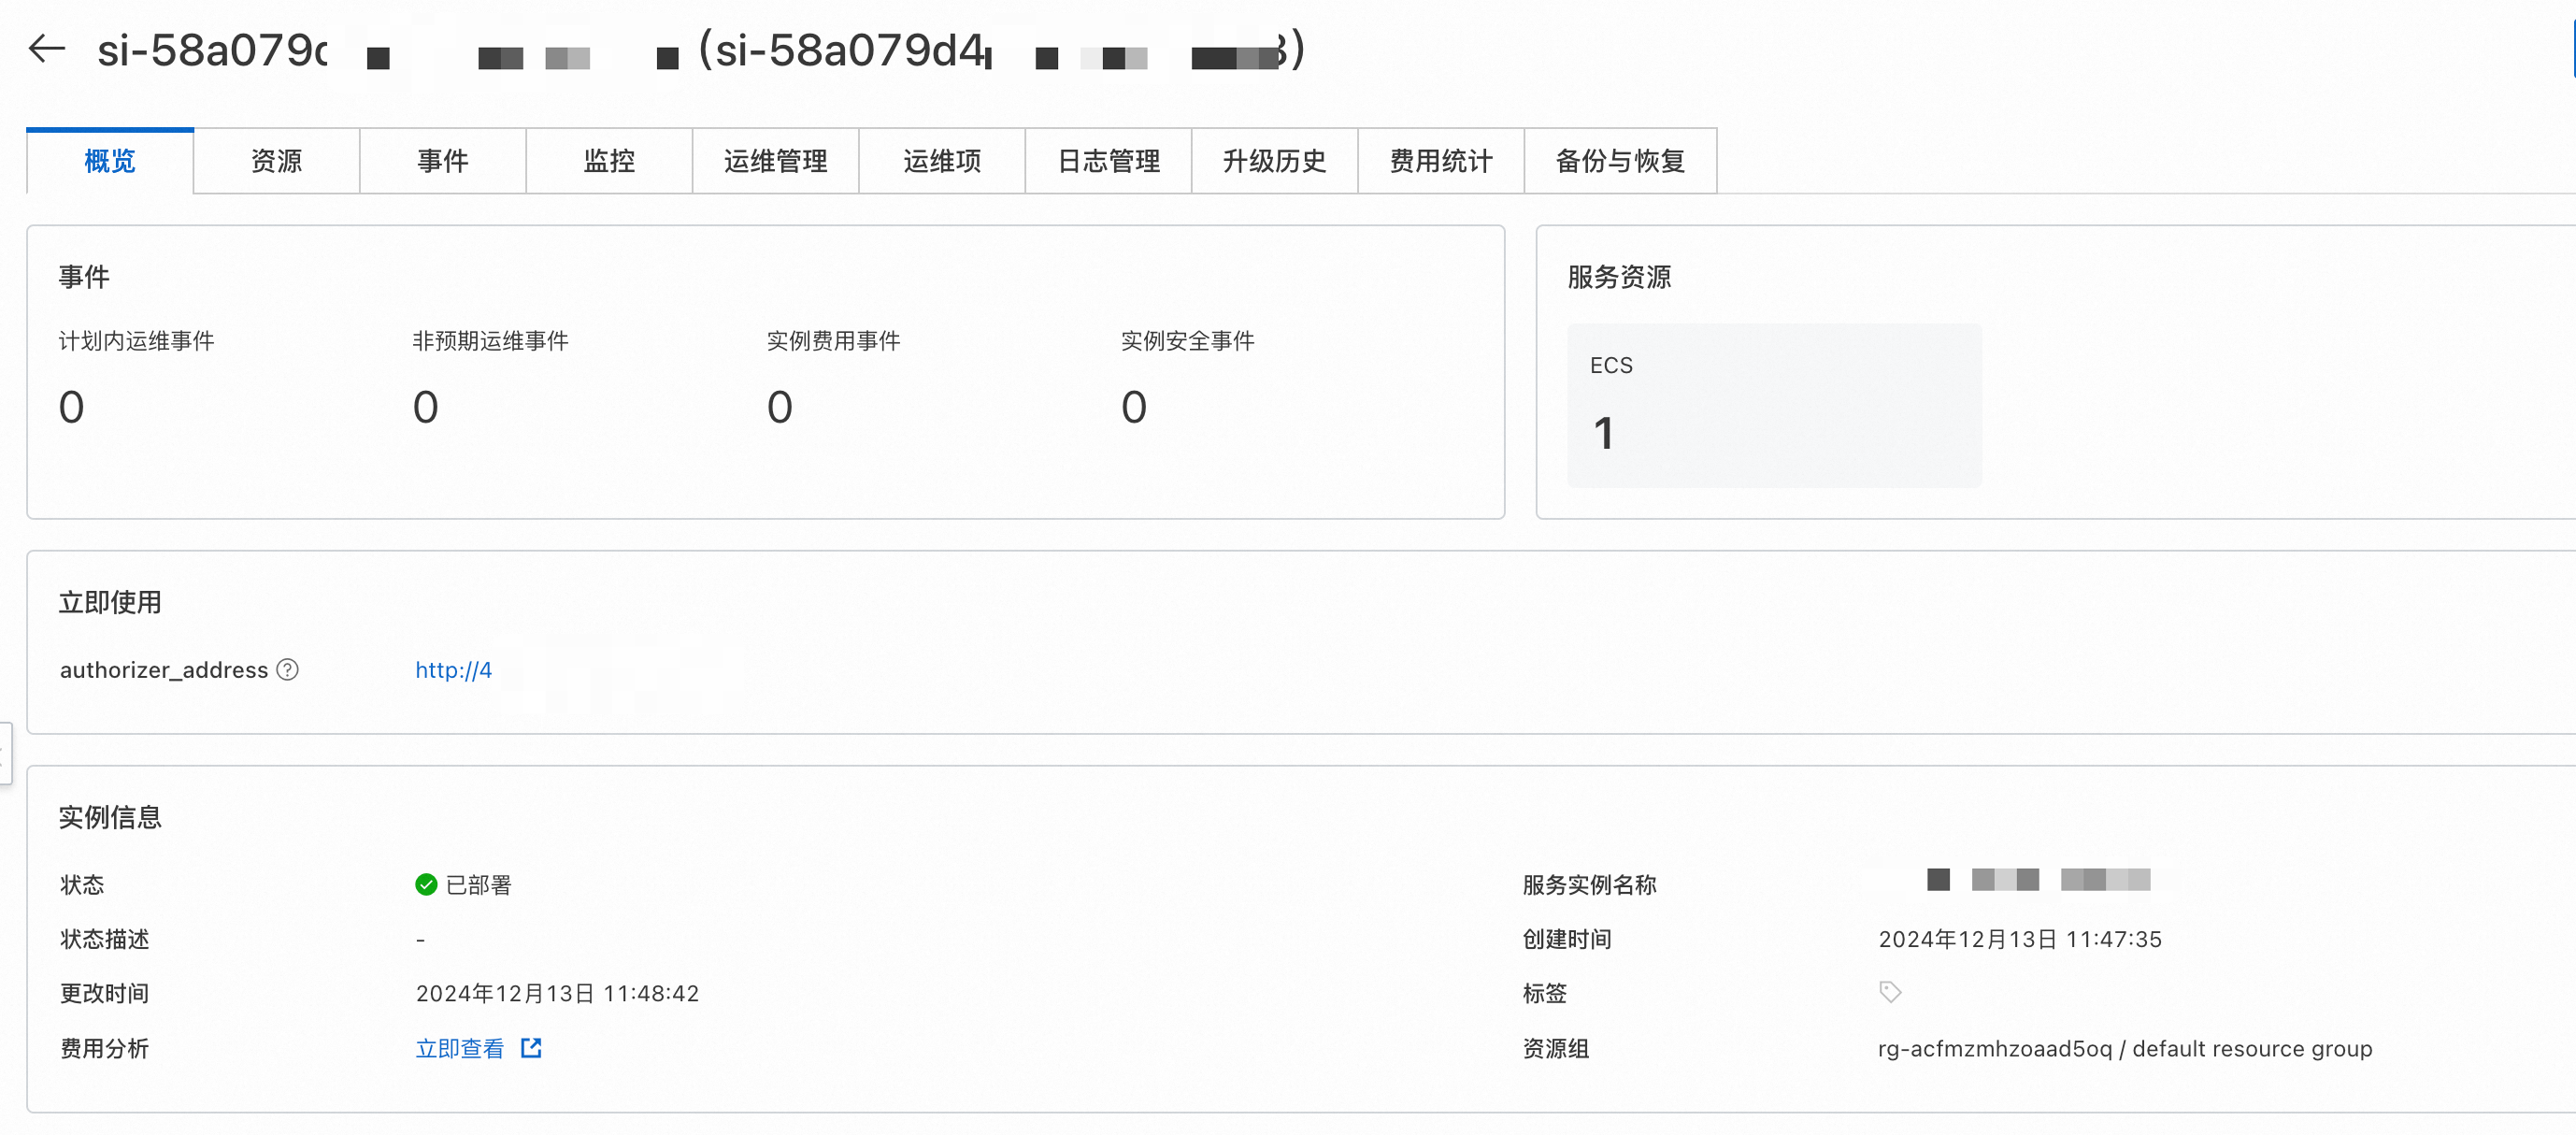 si-58a079 (si-58a079d4 )
概览 资源 事件 监控 运维管理 运维项 日志管理 升级历史 费用统计 备份与恢复
事件
计划内运维事件 非预期运维事件 实例费用事件 实例安全事件
0 0 0 0
服务资源
ECS
1
立即使用
authorizer_address http://4
实例信息
状态 已部署 服务实例名称
状态描述 - 创建时间 2024年12月13日 11:47:35
更改时间 2024年12月13日 11:48:42 标签
费用分析 立即查看 资源组 rg-acfmzmhzoaad5oq / default resource group